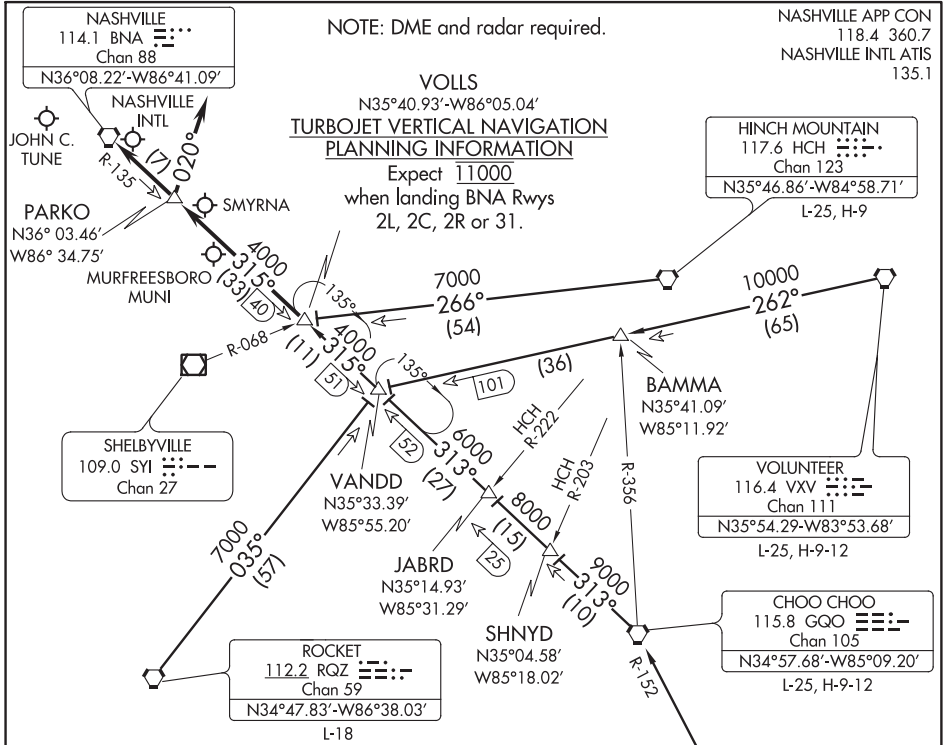 NASHVILLE
114.1 BNA
Chan 88
N36°08.22'-W86°41.09'
NOTE: DME and radar required.
NASHVILLE APP CON
118.4 360.7
NASHVILLE INTL ATIS
135.1
VOLLS
N35°40.93'-W86°05.04'
TURBOJET VERTICAL NAVIGATION
PLANNING INFORMATION
Expect 11000
when landing BNA Rwys
2L, 2C, 2R or 31.
HINCH MOUNTAIN
117.6 HCH
Chan 123
N35°46.86'-W84°58.71'
L-25, H-9
JOHN C.
TUNE
NASHVILLE
INTL
R-135
(7)
020°
PARKO
N36° 03.46'
W86° 34.75'
SMYRNA
MURFREESBORO
MUNI
4000
315°
(33)
40
135°
7000
266°
(54)
10000
262°
(65)
R-068
4000
315°
(11)
51
135°
(36)
101
BAMMA
N35°41.09'
W85°11.92'
SHELBYVILLE
109.0 SYI
Chan 27
52
VANDD
N35°33.39'
W85°55.20'
6000
313°
(27)
HCH
R-222
HCH
R-203
R-356
VOLUNTEER
116.4 VXV
Chan 111
N35°54.29-W83°53.68'
L-25, H-9-12
7000
035°
(57)
JABRD
N35°14.93'
W85°31.29'
8000
(15)
25
SHNYD
N35°04.58'
W85°18.02'
9000
313°
(10)
R-152
CHOO CHOO
115.8 GQO
Chan 105
N34°57.68'-W85°09.20'
L-25, H-9-12
ROCKET
112.2 RQZ
Chan 59
N34°47.83'-W86°38.03'
L-18